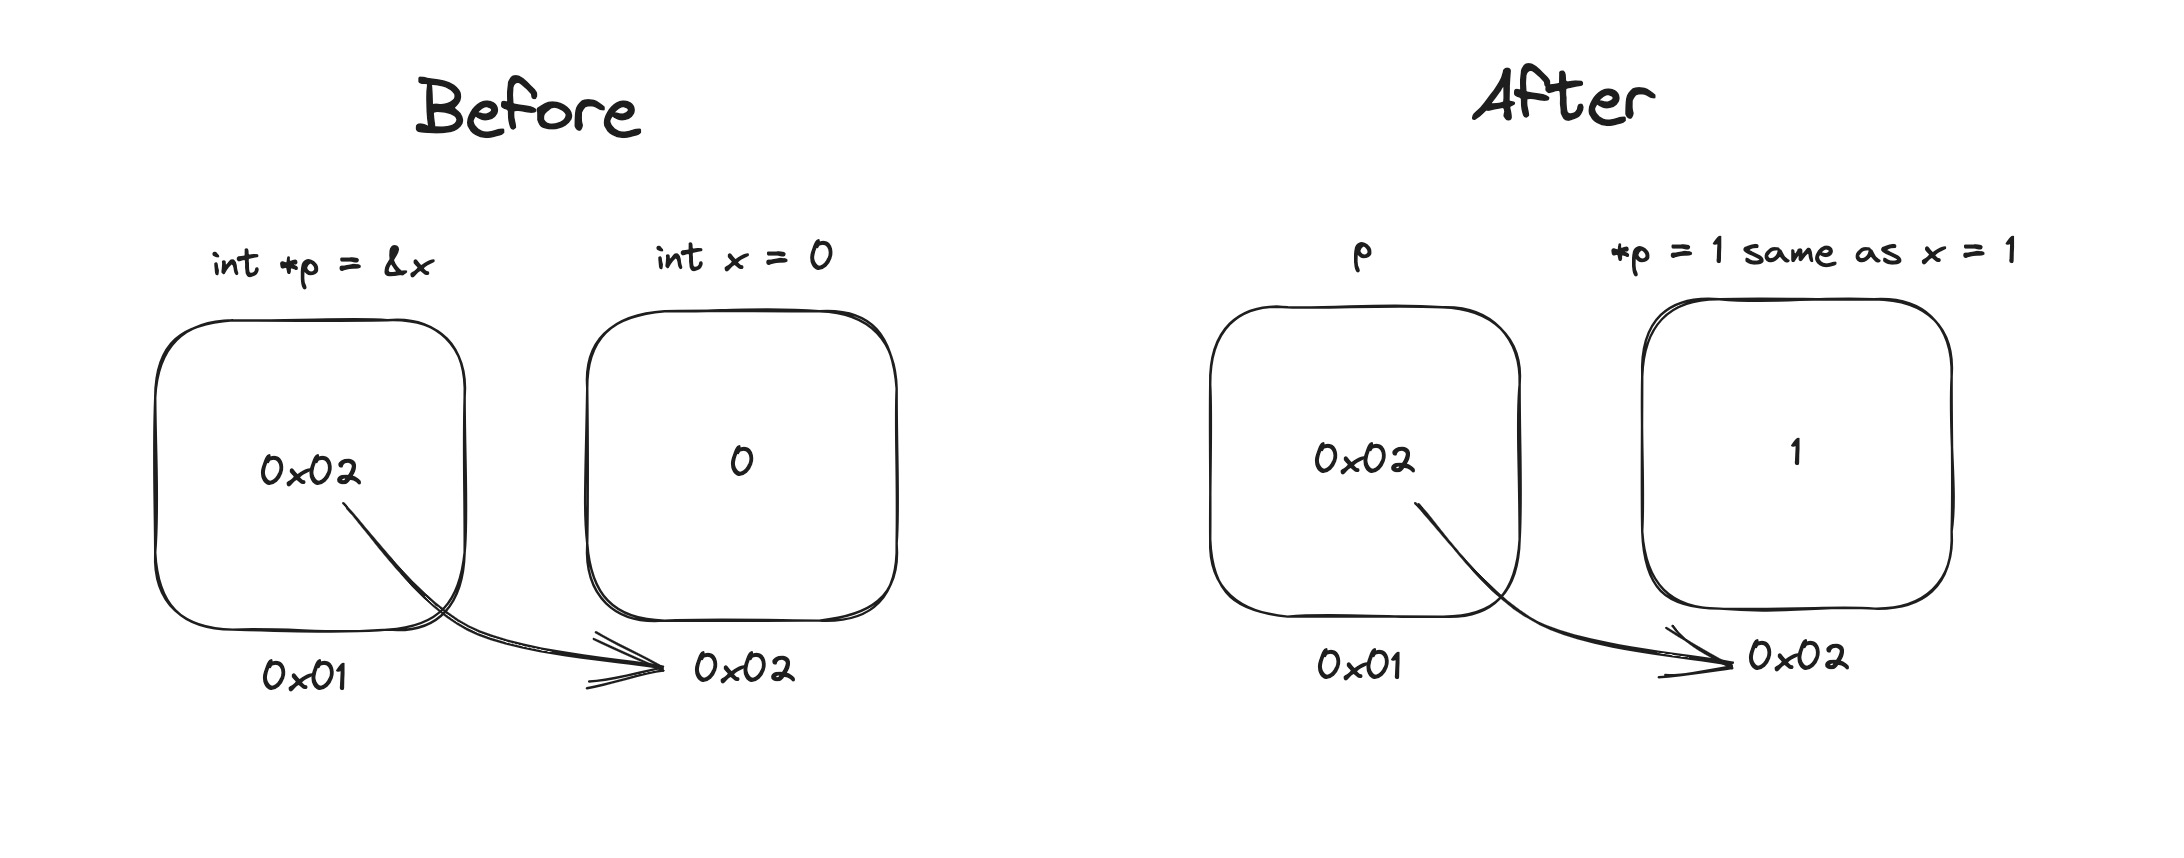 Before
int *p = &x
int x = 0
0x02
0
0x01
0x02
After
p
*p = 1 same as x = 1
0x02
1
0x01
0x02